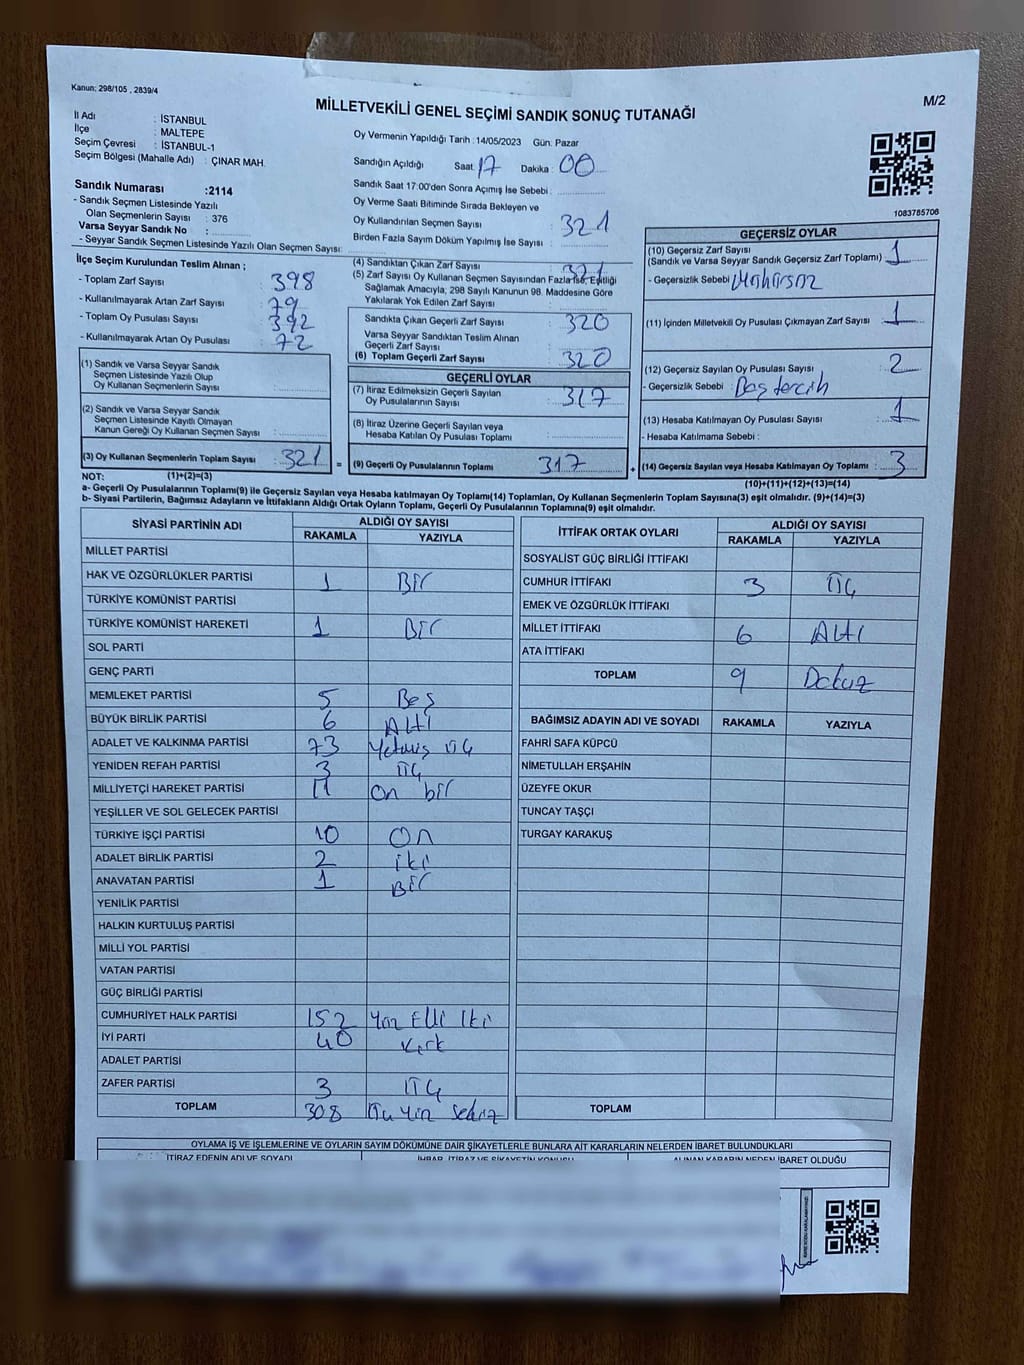 Kanun: 298/105 , 2839/4
MİLLETVEKİLİ GENEL SEÇİMİ SANDIK SONUÇ TUTANAĞI
M/2
İl Adı : İSTANBUL
İlçe : MALTEPE
Seçim Çevresi : İSTANBUL-1
Seçim Bölgesi (Mahalle Adı) : ÇINAR MAH.
Sandık Numarası :2114
- Sandık Seçmen Listesinde Yazılı
Olan Seçmenlerin Sayısı : 376
Varsa Seyyar Sandık No :
- Seyyar Sandık Seçmen Listesinde Yazılı Olan Seçmen Sayısı:
Oy Vermenin Yapıldığı Tarih : 14/05/2023 Gün: Pazar
Sandığın Açıldığı Saat: 17 Dakika : 00
Sandık Saat 17:00'den Sonra Açımış İse Sebebi :
Oy Verme Saati Bitiminde Sırada Bekleyen ve
Oy Kullandırılan Seçmen Sayısı : 321
Birden Fazla Sayım Döküm Yapılmış İse Sayısı :
1083785706
İlçe Seçim Kurulundan Teslim Alınan ;
- Toplam Zarf Sayısı : 398
- Kullanılmayarak Artan Zarf Sayısı : 79
- Toplam Oy Pusulası Sayısı : 392
- Kullanılmayarak Artan Oy Pusulası : 72
(1) Sandık ve Varsa Seyyar Sandık
Seçmen Listesinde Yazılı Olup
Oy Kullanan Seçmenlerin Sayısı :
(2) Sandık ve Varsa Seyyar Sandık
Seçmen Listesinde Kayıtlı Olmayan
Kanun Gereği Oy Kullanan Seçmen Sayısı :
(3) Oy Kullanan Seçmenlerin Toplam Sayısı : 321 =
(1)+(2)=(3)
(4) Sandıktan Çıkan Zarf Sayısı : 321
(5) Zarf Sayısı Oy Kullanan Seçmen Sayısından Fazla ise, Eşitliği
Sağlamak Amacıyla; 298 Sayılı Kanunun 98. Maddesine Göre
Yakılarak Yok Edilen Zarf Sayısı :
Sandıkta Çıkan Geçerli Zarf Sayısı : 320
Varsa Seyyar Sandıktan Teslim Alınan
Geçerli Zarf Sayısı :
(6) Toplam Geçerli Zarf Sayısı : 320
GEÇERLİ OYLAR
(7) İtiraz Edilmeksizin Geçerli Sayılan
Oy Pusulalarının Sayısı : 317
(8) İtiraz Üzerine Geçerli Sayılan veya
Hesaba Katılan Oy Pusulası Toplamı :
(9) Geçerli Oy Pusulalarının Toplamı : 317 +
GEÇERSİZ OYLAR
(10) Geçersiz Zarf Sayısı
(Sandık ve Varsa Seyyar Sandık Geçersiz Zarf Toplamı) : 1
- Geçersizlik Sebebi : Mühürsüz
(11) İçinden Milletvekili Oy Pusulası Çıkmayan Zarf Sayısı : 1
(12) Geçersiz Sayılan Oy Pusulası Sayısı : 2
- Geçersizlik Sebebi : Boş tercih
(13) Hesaba Katılmayan Oy Pusulası Sayısı : 1
- Hesaba Katılmama Sebebi :
(14) Geçersiz Sayılan veya Hesaba Katılmayan Oy Toplamı : 3
(10)+(11)+(12)+(13)=(14)
NOT:
a- Geçerli Oy Pusulalarının Toplamı(9) ile Geçersiz Sayılan veya Hesaba katılmayan Oy Toplamı(14) Toplamları, Oy Kullanan Seçmenlerin Toplam Sayısına(3) eşit olmalıdır. (9)+(14)=(3)
b- Siyasi Partilerin, Bağımsız Adayların ve İttifakların Aldığı Ortak Oyların Toplamı, Geçerli Oy Pusulalarının Toplamına(9) eşit olmalıdır.
SİYASİ PARTİNİN ADI ALDIĞI OY SAYISI
RAKAMLA YAZIYLA
MİLLET PARTİSİ
HAK VE ÖZGÜRLÜKLER PARTİSİ 1 Bir
TÜRKİYE KOMÜNİST PARTİSİ
TÜRKİYE KOMÜNİST HAREKETİ 1 Bir
SOL PARTİ
GENÇ PARTİ
MEMLEKET PARTİSİ 5 Beş
BÜYÜK BİRLİK PARTİSİ 6 Altı
ADALET VE KALKINMA PARTİSİ 73 Yetmiş üç
YENİDEN REFAH PARTİSİ 3 üç
MİLLİYETÇİ HAREKET PARTİSİ 11 On bir
YEŞİLLER VE SOL GELECEK PARTİSİ
TÜRKİYE İŞÇİ PARTİSİ 10 On
ADALET BİRLİK PARTİSİ 2 iki
ANAVATAN PARTİSİ 1 Bir
YENİLİK PARTİSİ
HALKIN KURTULUŞ PARTİSİ
MİLLİ YOL PARTİSİ
VATAN PARTİSİ
GÜÇ BİRLİĞİ PARTİSİ
CUMHURİYET HALK PARTİSİ 152 Yüz Elli İki
İYİ PARTİ 40 Kırk
ADALET PARTİSİ
ZAFER PARTİSİ 3 üç
TOPLAM 308 Üç Yüz Sekiz
İTTİFAK ORTAK OYLARI ALDIĞI OY SAYISI
RAKAMLA YAZIYLA
SOSYALİST GÜÇ BİRLİĞİ İTTİFAKI
CUMHUR İTTİFAKI 3 Üç
EMEK VE ÖZGÜRLÜK İTTİFAKI
MİLLET İTTİFAKI 6 Altı
ATA İTTİFAKI
TOPLAM 9 Dokuz
BAĞIMSIZ ADAYIN ADI VE SOYADI RAKAMLA YAZIYLA
FAHRİ SAFA KÜPCÜ
NİMETULLAH ERŞAHİN
ÜZEYFE OKUR
TUNCAY TAŞÇI
TURGAY KARAKUŞ
TOPLAM
OYLAMA İŞ VE İŞLEMLERİNE VE OYLARIN SAYIM DÖKÜMÜNE DAİR ŞİKAYETLERLE BUNLARA AİT KARARLARIN NELERDEN İBARET BULUNDUKLARI
İTİRAZ EDENİN ADI VE SOYADI İHBAR, İTİRAZ VE ŞİKAYETİN KONUSU ALINAN KARARIN NEDEN İBARET OLDUĞU